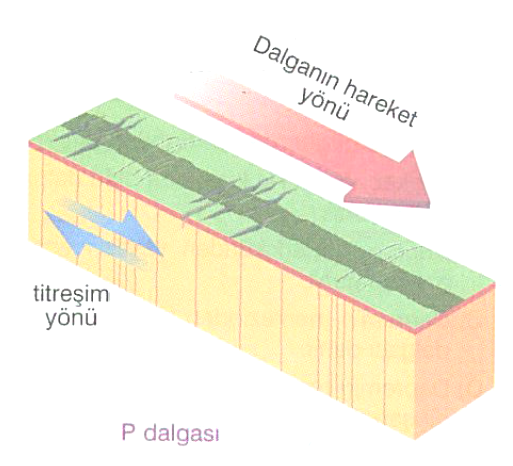 Dalganın hareket
yönü
titreşim
yönü
P dalgası